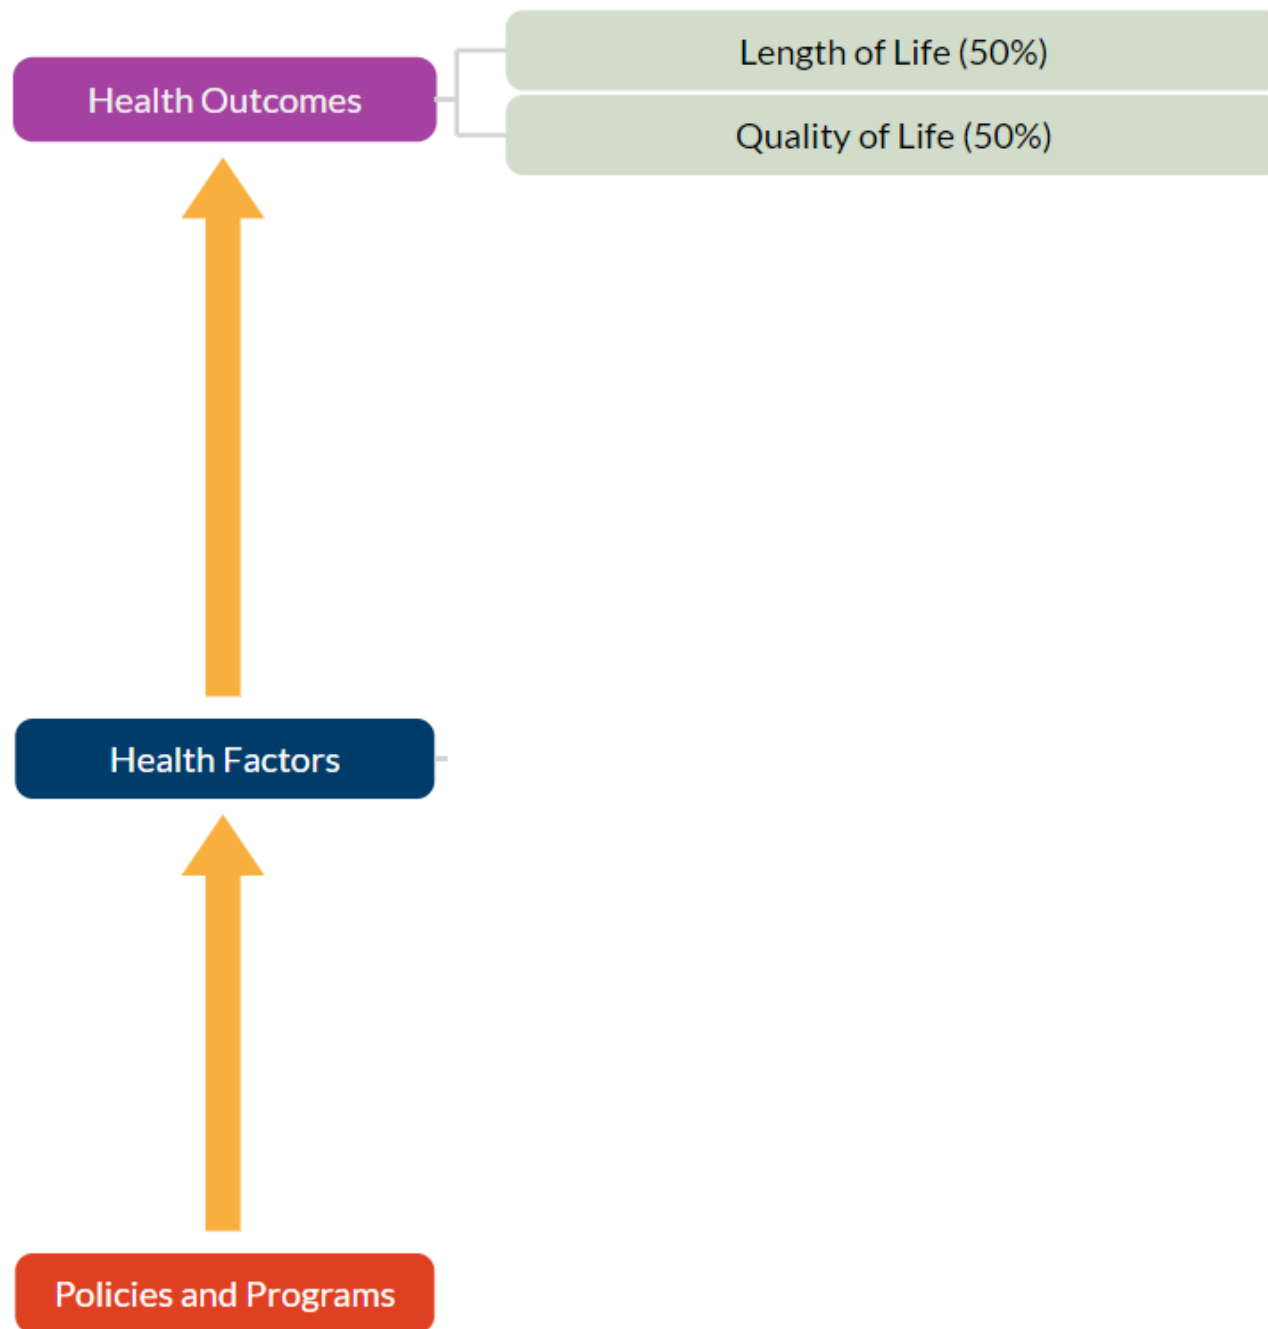 Health Outcomes
Length of Life (50%)
Quality of Life (50%)
Health Factors
Policies and Programs